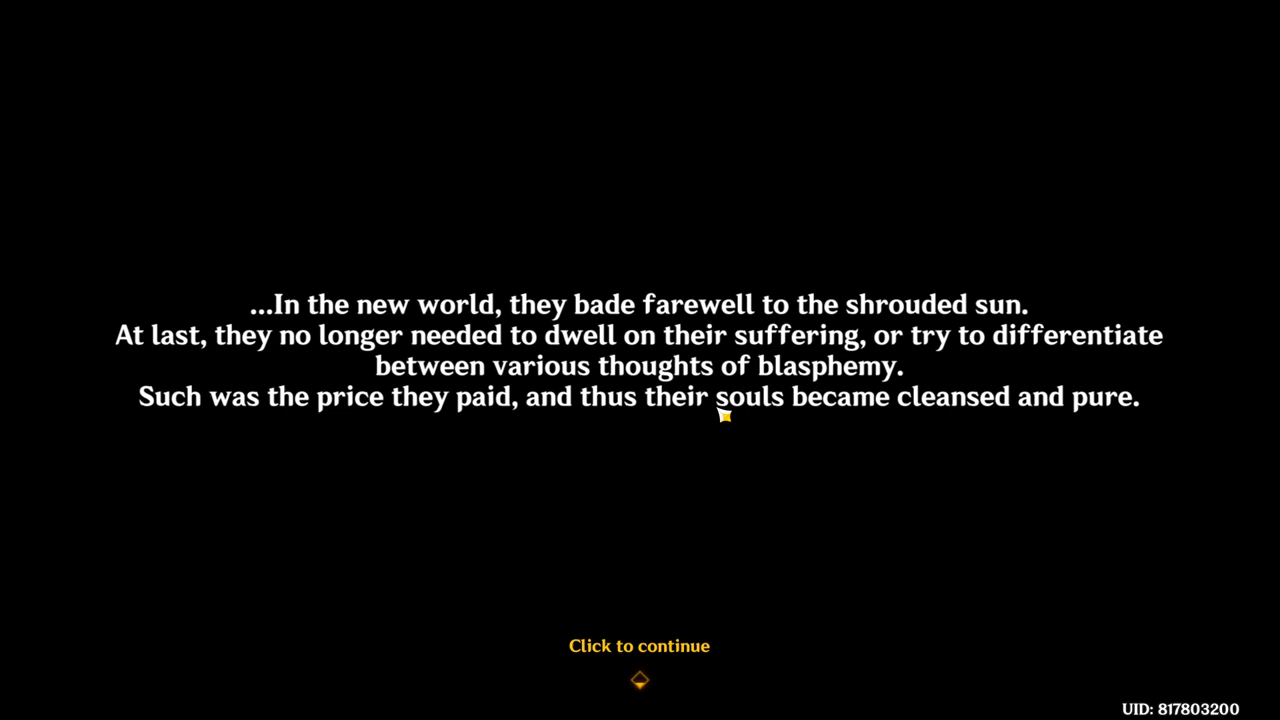 ...In the new world, they bade farewell to the shrouded sun.
At last, they no longer needed to dwell on their suffering, or try to differentiate
between various thoughts of blasphemy.
Such was the price they paid, and thus their souls became cleansed and pure.
Click to continue
UID: 817803200